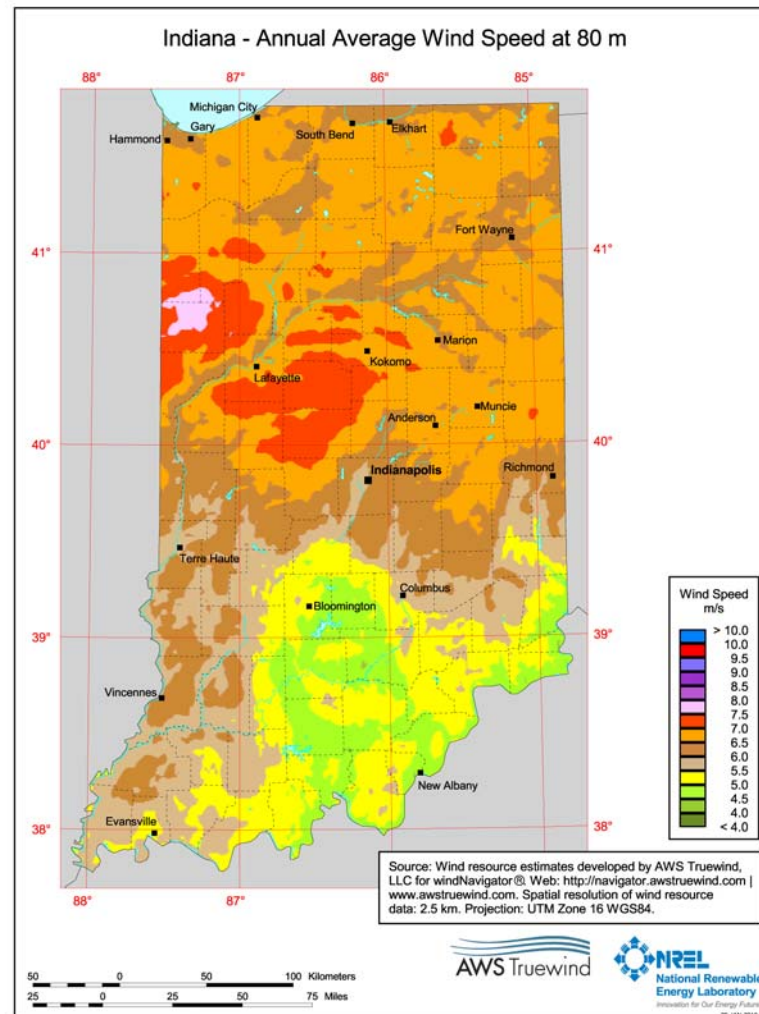 Indiana - Annual Average Wind Speed at 80 m
88°
87°
86°
85°
Michigan City
Gary
Hammond
South Bend
Elkhart
Fort Wayne
41°
41°
Marion
Kokomo
Lafayette
Muncie
Anderson
40°
40°
Indianapolis
Richmond
Terre Haute
Columbus
Bloomington
39°
39°
Vincennes
New Albany
Evansville
38°
38°
88°
87°
Wind Speed
m/s
> 10.0
10.0
9.5
9.0
8.5
8.0
7.5
7.0
6.5
6.0
5.5
5.0
4.5
4.0
< 4.0
Source: Wind resource estimates developed by AWS Truewind,
LLC for windNavigator®. Web: http://navigator.awstruewind.com |
www.awstruewind.com. Spatial resolution of wind resource
data: 2.5 km. Projection: UTM Zone 16 WGS84.
50 0 50 100 Kilometers
25 0 25 50 75 Miles
AWS Truewind
NREL
National Renewable
Energy Laboratory
Innovation for Our Energy Future